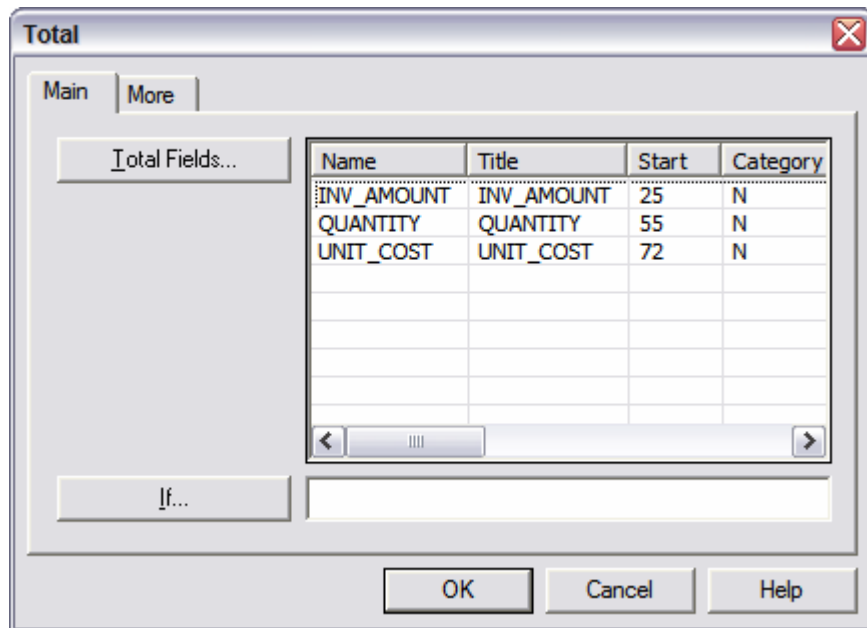 Total
Main More
Total Fields...
Name Title Start Category
INV_AMOUNT INV_AMOUNT 25 N
QUANTITY QUANTITY 55 N
UNIT_COST UNIT_COST 72 N
If...
OK Cancel Help